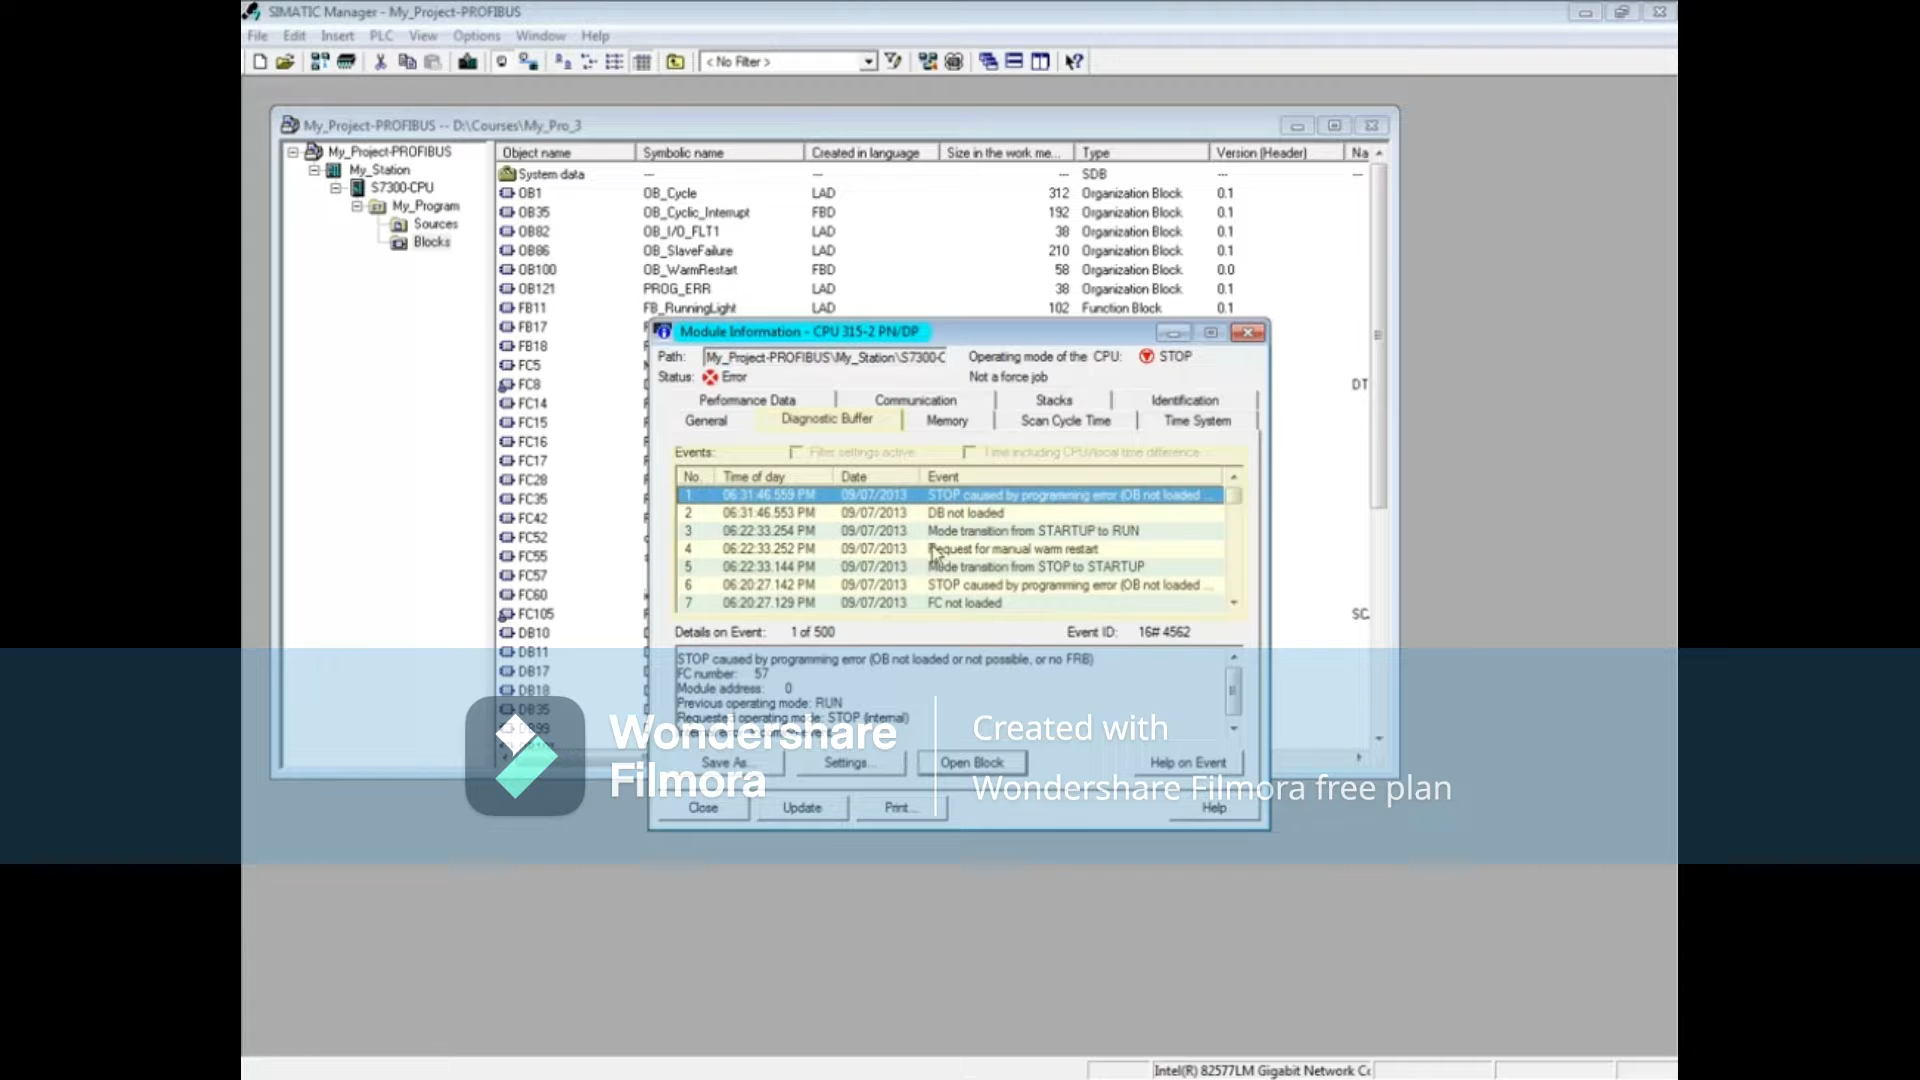 SIMATIC Manager - My_Project-PROFIBUS
File Edit Insert PLC View Options Window Help
< No Filter >
My_Project-PROFIBUS -- D:\Courses\My_Pro_3
My_Project-PROFIBUS
My_Station
S7300-CPU
My_Program
Sources
Blocks
Object name Symbolic name Created in language Size in the work me... Type Version (Header) Na
System data --- --- --- SDB --- ---
OB1 OB_Cycle LAD 312 Organization Block 0.1
OB35 OB_Cyclic_Interrupt FBD 192 Organization Block 0.1
OB82 OB_I/O_FLT1 LAD 38 Organization Block 0.1
OB86 OB_SlaveFailure LAD 210 Organization Block 0.1
OB100 OB_WarmRestart FBD 58 Organization Block 0.0
OB121 PROG_ERR LAD 38 Organization Block 0.1
FB11 FB_RunningLight LAD 102 Function Block 0.1
FB17
FB18
FC5
FC8 DT
FC14
FC15
FC16
FC17
FC28
FC35
FC42
FC52
FC55
FC57
FC60
FC105 SC
DB10
DB11
DB17
DB18
DB35
DB99
Module Information - CPU 315-2 PN/DP
Path: My_Project-PROFIBUS\My_Station\S7300-C Operating mode of the CPU: STOP
Status: Error Not a force job
Performance Data Communication Stacks Identification
General Diagnostic Buffer Memory Scan Cycle Time Time System
Events: Filter settings active Time including CPU/local time difference
No. Time of day Date Event
1 06:31:46.559 PM 09/07/2013 STOP caused by programming error (OB not loaded ...
2 06:31:46.553 PM 09/07/2013 DB not loaded
3 06:22:33.254 PM 09/07/2013 Mode transition from STARTUP to RUN
4 06:22:33.252 PM 09/07/2013 Request for manual warm restart
5 06:22:33.144 PM 09/07/2013 Mode transition from STOP to STARTUP
6 06:20:27.142 PM 09/07/2013 STOP caused by programming error (OB not loaded ...
7 06:20:27.129 PM 09/07/2013 FC not loaded
Details on Event: 1 of 500 Event ID: 16# 4562
STOP caused by programming error (OB not loaded or not possible, or no FRB)
FC number: 57
Module address: 0
Previous operating mode: RUN
Requested operating mode: STOP (internal)
Save As... Settings... Open Block Help on Event
Close Update Print... Help
Wondershare
Filmora
Created with
Wondershare Filmora free plan
Intel(R) 82577LM Gigabit Network Co